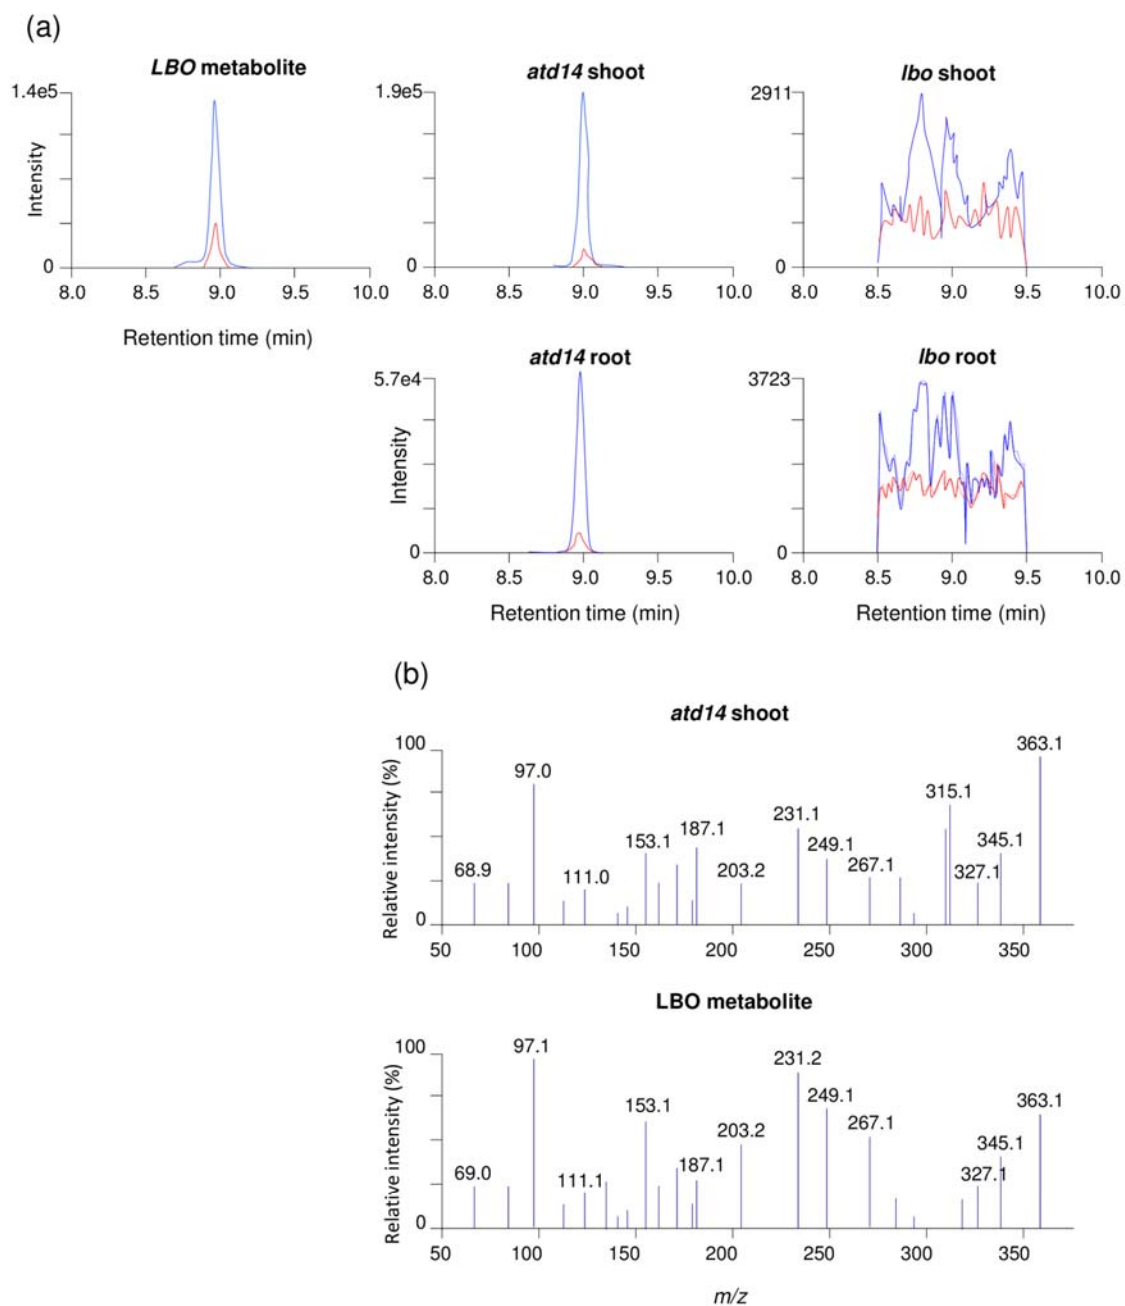 (a)
LBO metabolite
atd14 shoot
lbo shoot
1.4e5
1.9e5
2911
Intensity
0
0
0
8.0 8.5 9.0 9.5 10.0
8.0 8.5 9.0 9.5 10.0
8.0 8.5 9.0 9.5 10.0
Retention time (min)
atd14 root
lbo root
5.7e4
3723
Intensity
0
0
8.0 8.5 9.0 9.5 10.0
8.0 8.5 9.0 9.5 10.0
Retention time (min)
Retention time (min)
(b)
atd14 shoot
Relative intensity (%)
100
0
68.9
97.0
111.0
153.1
187.1
203.2
231.1
249.1
267.1
315.1
327.1
345.1
363.1
50 100 150 200 250 300 350
LBO metabolite
Relative intensity (%)
100
0
69.0
97.1
111.1
153.1
187.1
203.2
231.2
249.1
267.1
327.1
345.1
363.1
50 100 150 200 250 300 350
m/z